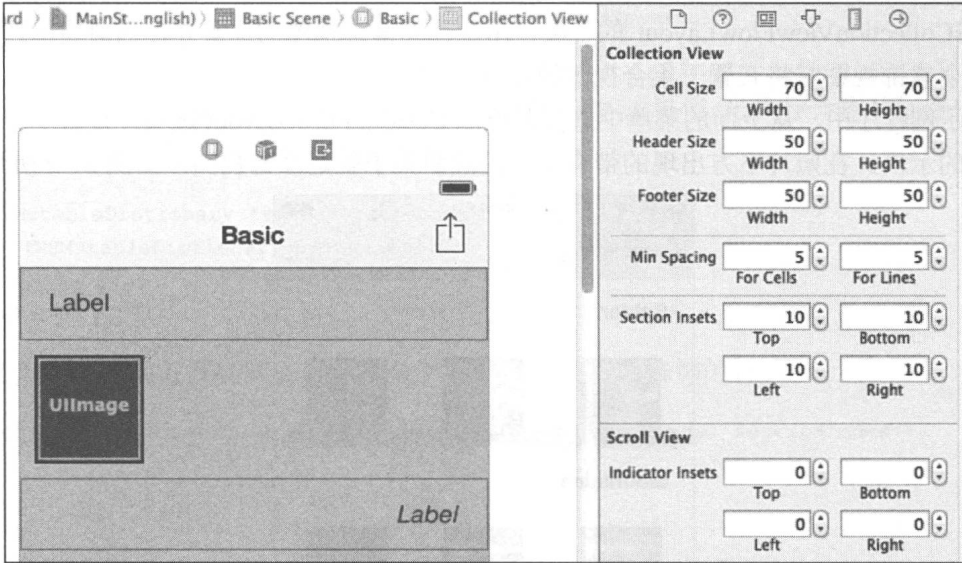 rd 〉 MainSt...nglish) 〉 Basic Scene 〉 Basic 〉 Collection View
Basic
Label
UIImage
Label
Collection View
Cell Size 70 70
Width Height
Header Size 50 50
Width Height
Footer Size 50 50
Width Height
Min Spacing 5 5
For Cells For Lines
Section Insets 10 10
Top Bottom
10 10
Left Right
Scroll View
Indicator Insets 0 0
Top Bottom
0 0
Left Right